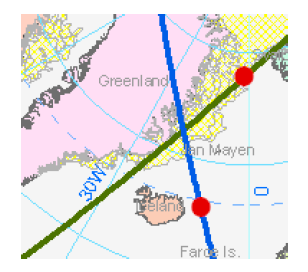 Greenland
Jan Mayen
30W
Iceland
0
Faroe Is.